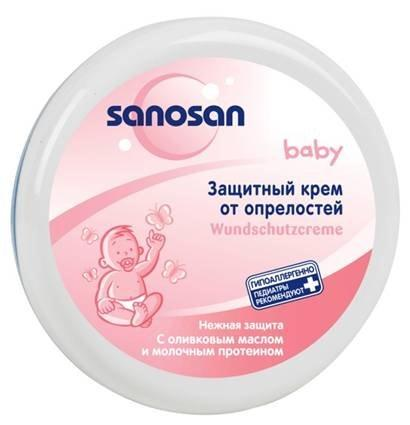 sanosan
baby
Защитный крем
от опрелостей
Wundschutzcreme
ГИПОАЛЛЕРГЕННО
ПЕДИАТРЫ
РЕКОМЕНДУЮТ
Нежная защита
С оливковым маслом
и молочным протеином